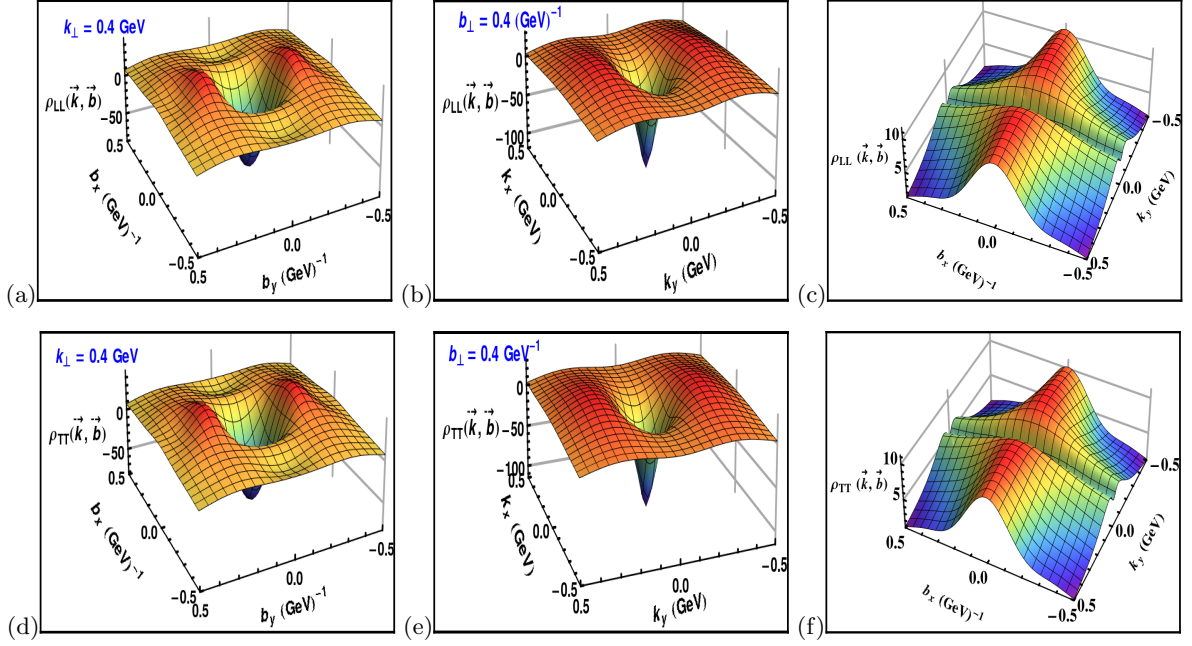 k⊥ = 0.4 GeV
0
ρLL(k⃗, b⃗)
−50
0.5
0.0
bx (GeV)−1
−0.5
0.5
0.0
−0.5
by (GeV)−1
(a)
b⊥ = 0.4 (GeV)−1
0
ρLL(k⃗, b⃗)
−50
−100
0.5
0.0
kx (GeV)
−0.5
0.5
0.0
−0.5
ky (GeV)
(b)
10
ρLL (k⃗, b⃗)
5
0.5
0.0
bx (GeV)−1
−0.5
−0.5
0.0
ky (GeV)
0.5
(c)
k⊥ = 0.4 GeV
0
ρTT(k⃗, b⃗)
−50
0.5
0.0
bx (GeV)−1
−0.5
0.5
0.0
−0.5
by (GeV)−1
(d)
b⊥ = 0.4 GeV−1
0
ρTT(k⃗, b⃗)
−50
−100
0.5
0.0
kx (GeV)
−0.5
0.5
0.0
−0.5
ky (GeV)
(e)
10
ρTT (k⃗, b⃗)
5
0.5
0.0
bx (GeV)−1
−0.5
−0.5
0.0
ky (GeV)
0.5
(f)